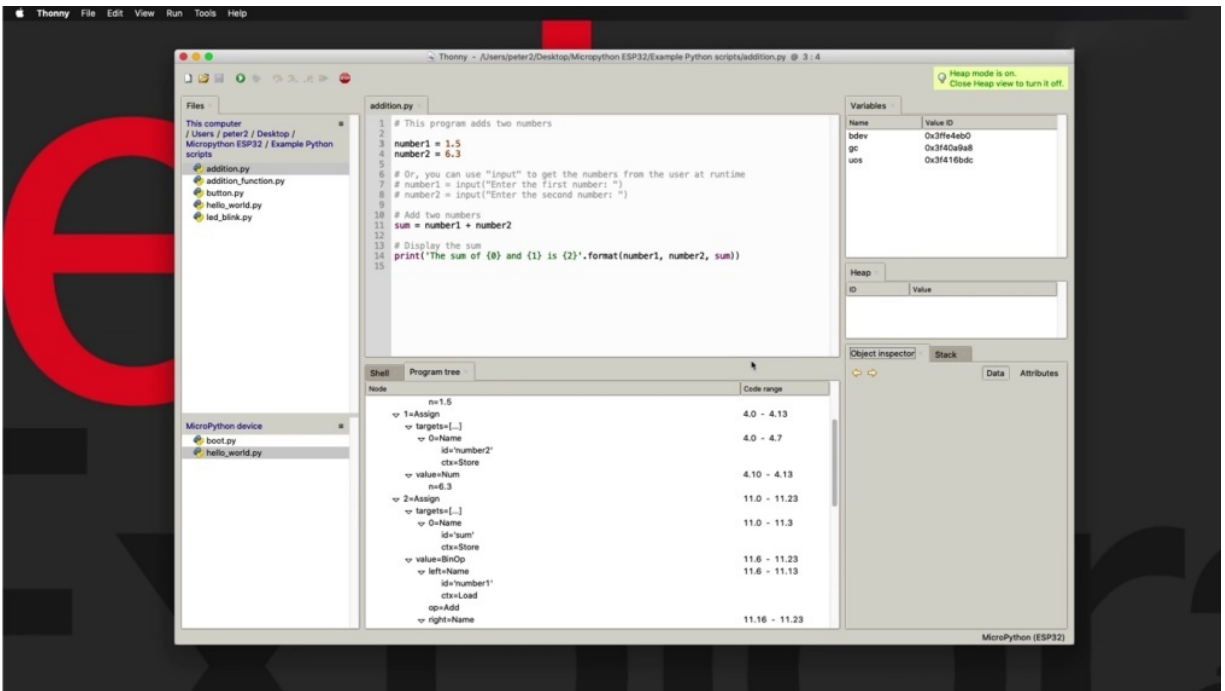 Thonny File Edit View Run Tools Help
Thonny - /Users/peter2/Desktop/Micropython ESP32/Example Python scripts/addition.py @ 3 : 4
Heap mode is on.
Close Heap view to turn it off.
Files
This computer
/ Users / peter2 / Desktop /
Micropython ESP32 / Example Python
scripts
addition.py
addition_function.py
button.py
hello_world.py
led_blink.py
MicroPython device
boot.py
hello_world.py
addition.py
1 # This program adds two numbers
2
3 number1 = 1.5
4 number2 = 6.3
5
6 # Or, you can use "input" to get the numbers from the user at runtime
7 # number1 = input("Enter the first number: ")
8 # number2 = input("Enter the second number: ")
9
10 # Add two numbers
11 sum = number1 + number2
12
13 # Display the sum
14 print('The sum of {0} and {1} is {2}'.format(number1, number2, sum))
15
Shell Program tree
Node Code range
n=1.5
1=Assign 4.0 - 4.13
targets=[...]
0=Name 4.0 - 4.7
id='number2'
ctx=Store
value=Num 4.10 - 4.13
n=6.3
2=Assign 11.0 - 11.23
targets=[...]
0=Name 11.0 - 11.3
id='sum'
ctx=Store
value=BinOp 11.6 - 11.23
left=Name 11.6 - 11.13
id='number1'
ctx=Load
op=Add
right=Name 11.16 - 11.23
Variables
Name Value ID
bdev 0x3ffe4eb0
gc 0x3f40a9a8
uos 0x3f416bdc
Heap
ID Value
Object inspector Stack
Data Attributes
MicroPython (ESP32)